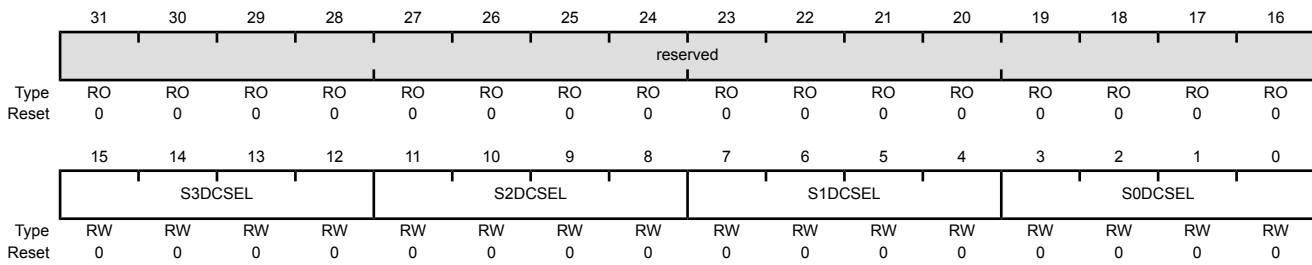 31 30 29 28 27 26 25 24 23 22 21 20 19 18 17 16
reserved
Type RO RO RO RO RO RO RO RO RO RO RO RO RO RO RO RO
Reset 0 0 0 0 0 0 0 0 0 0 0 0 0 0 0 0
15 14 13 12 11 10 9 8 7 6 5 4 3 2 1 0
S3DCSEL S2DCSEL S1DCSEL S0DCSEL
Type RW RW RW RW RW RW RW RW RW RW RW RW RW RW RW RW
Reset 0 0 0 0 0 0 0 0 0 0 0 0 0 0 0 0